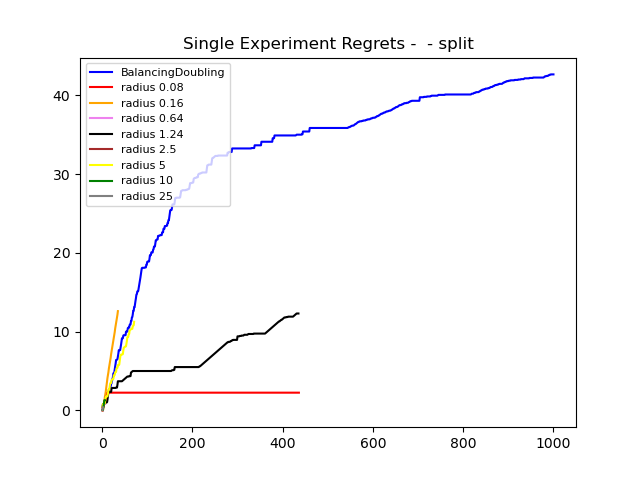 Single Experiment Regrets -  - split
BalancingDoubling
radius 0.08
radius 0.16
radius 0.64
radius 1.24
radius 2.5
radius 5
radius 10
radius 25
40
30
20
10
0
0 200 400 600 800 1000